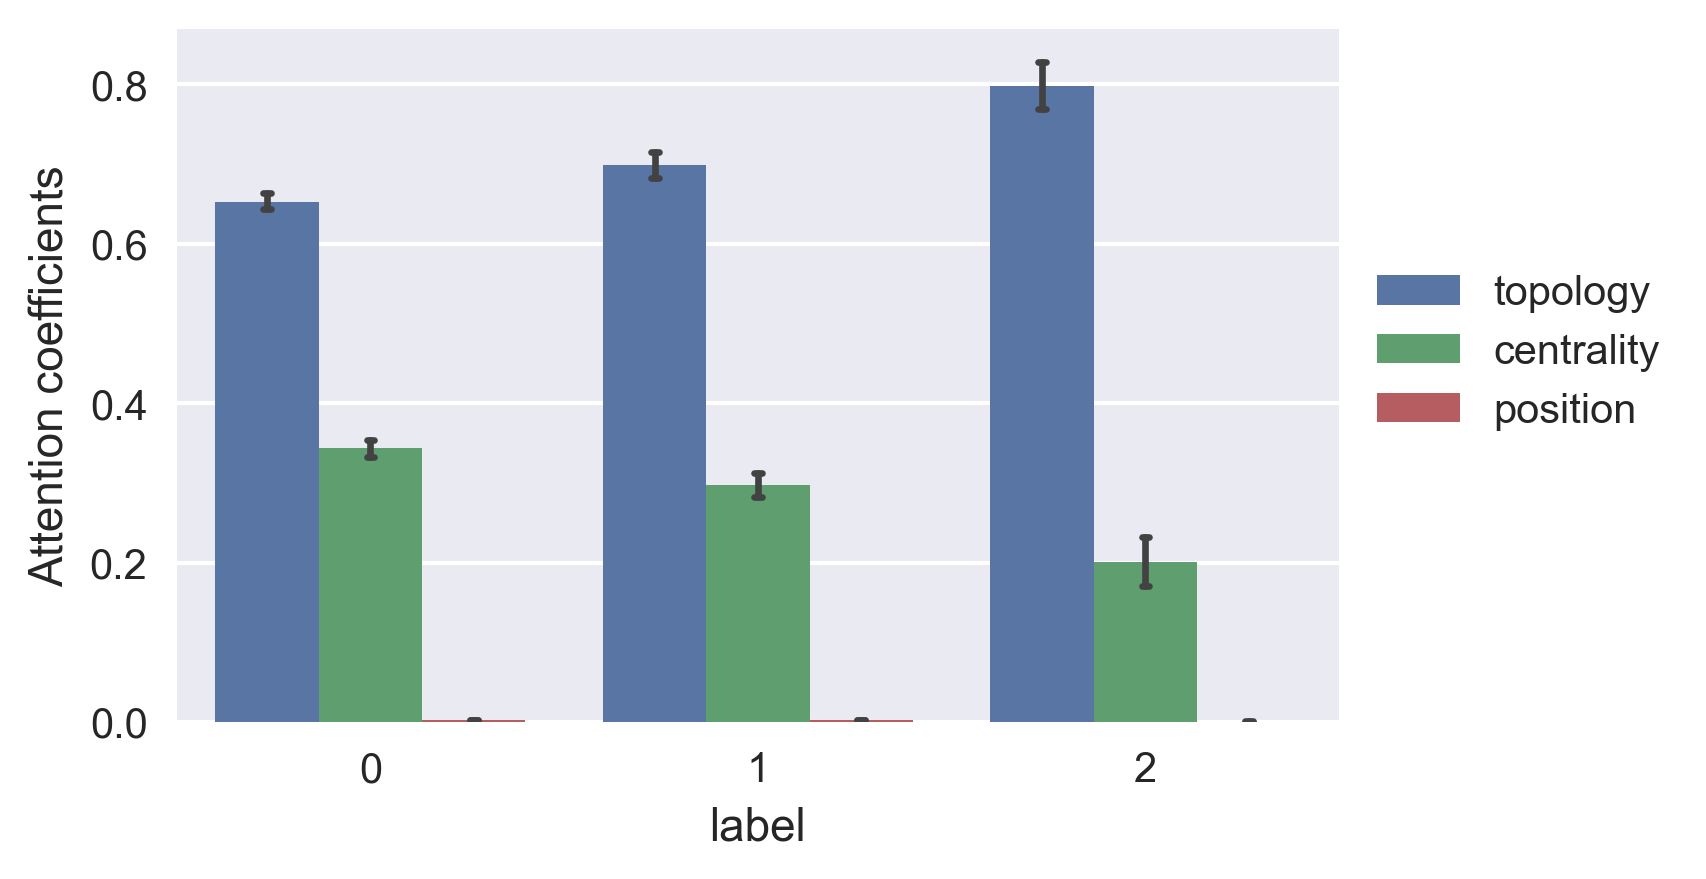 Attention coefficients
0.8
0.6
0.4
0.2
0.0
0 1 2
label
topology
centrality
position